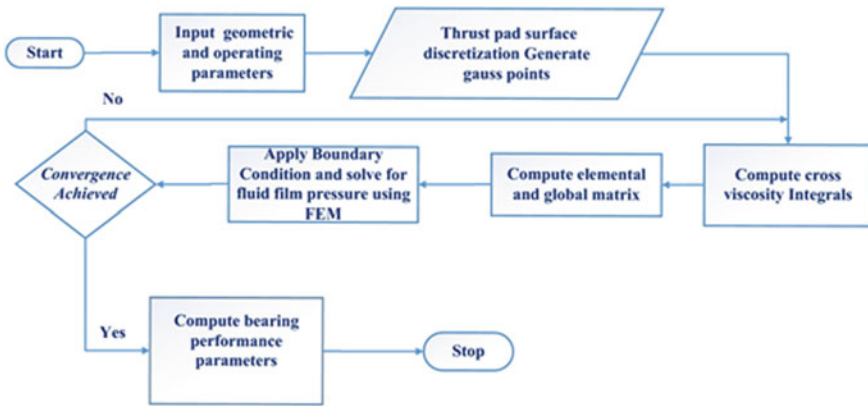 Start
Input geometric
and operating
parameters
Thrust pad surface
discretization Generate
gauss points
No
Convergence
Achieved
Apply Boundary
Condition and solve for
fluid film pressure using
FEM
Compute elemental
and global matrix
Compute cross
viscosity Integrals
Yes
Compute bearing
performance
parameters
Stop